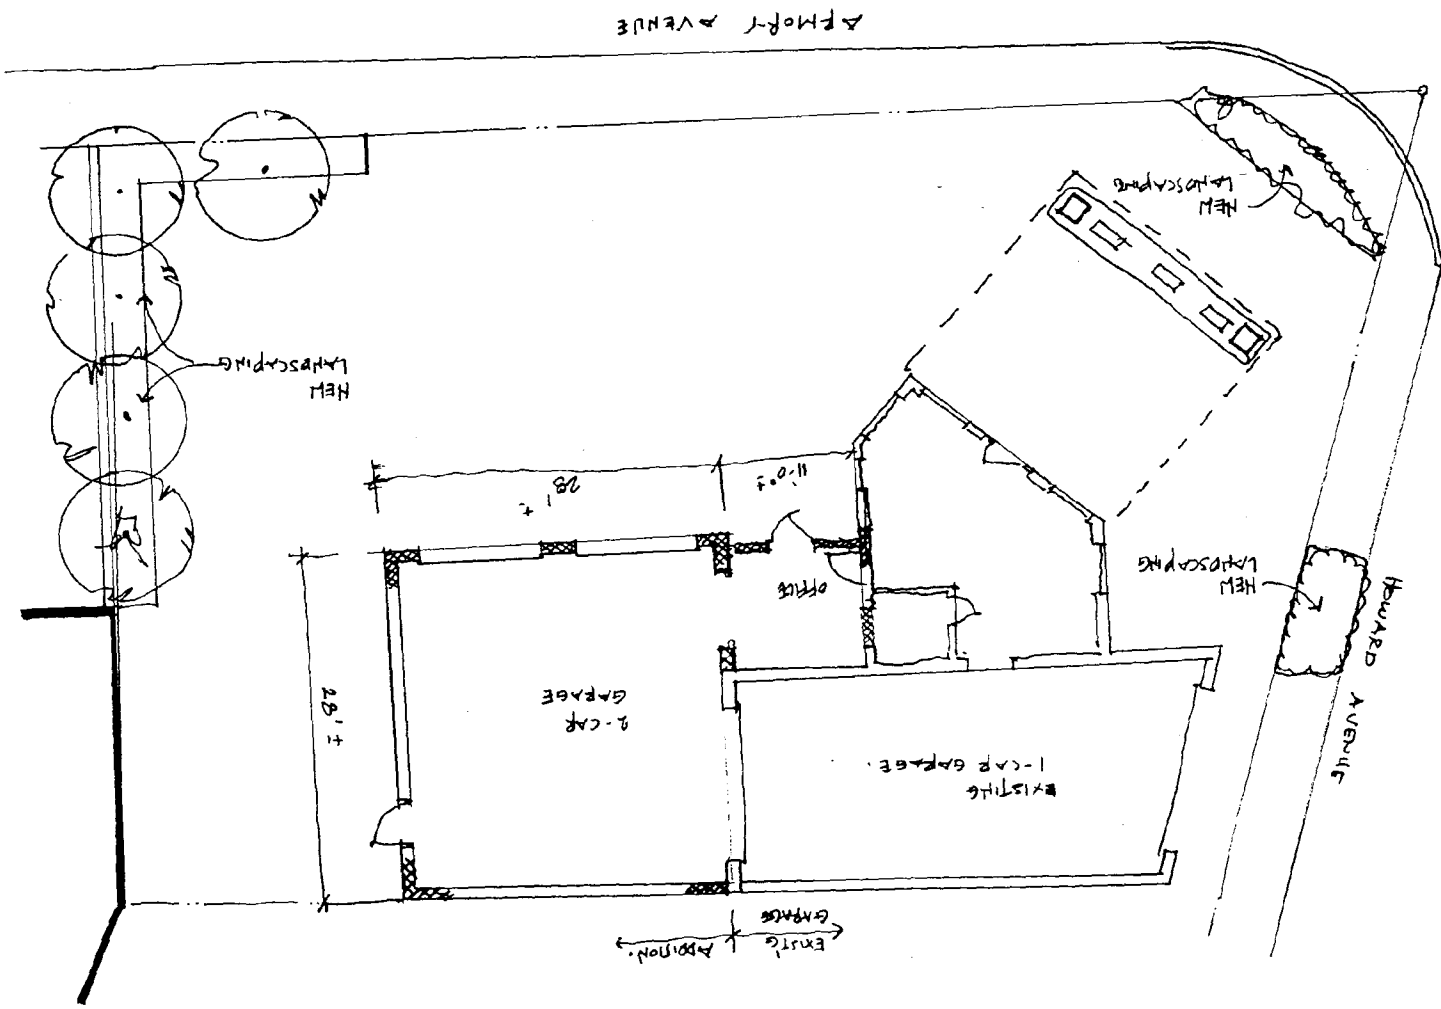 EXIST'G
GARAGE
ADDITION.
EXISTING
1-CAR GARAGE.
2-CAR
GARAGE
28' ±
HOWARD AVENUE
NEW
LANDSCAPING
OFFICE
11'-0" ±
28' ±
NEW
LANDSCAPING
NEW
LANDSCAPING
ARMORY AVENUE